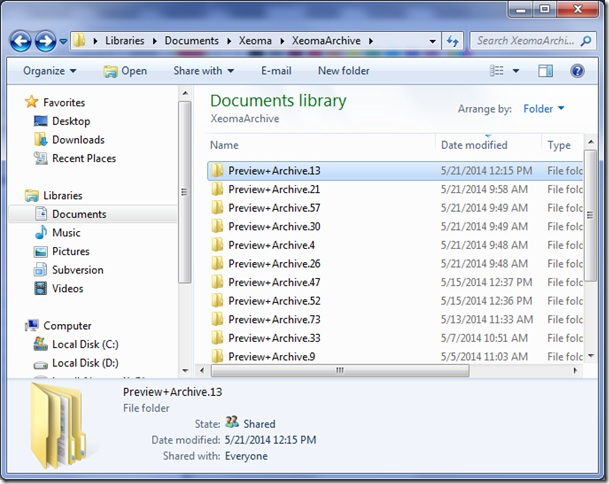 Libraries Documents Xeoma XeomaArchive
Search XeomaArchi...
Organize Open Share with E-mail New folder
Favorites
Desktop
Downloads
Recent Places
Libraries
Documents
Music
Pictures
Subversion
Videos
Computer
Local Disk (C:)
Local Disk (D:)
Documents library
XeomaArchive
Arrange by: Folder
Name Date modified Type
Preview+Archive.13 5/21/2014 12:15 PM File fold
Preview+Archive.21 5/21/2014 9:58 AM File fold
Preview+Archive.57 5/21/2014 9:49 AM File fold
Preview+Archive.30 5/21/2014 9:49 AM File fold
Preview+Archive.4 5/21/2014 9:48 AM File fold
Preview+Archive.26 5/21/2014 9:48 AM File fold
Preview+Archive.47 5/15/2014 12:37 PM File fold
Preview+Archive.52 5/15/2014 12:36 PM File fold
Preview+Archive.73 5/13/2014 11:33 AM File fold
Preview+Archive.33 5/7/2014 10:51 AM File fold
Preview+Archive.9 5/5/2014 11:03 AM File fold
Preview+Archive.13
File folder
State: Shared
Date modified: 5/21/2014 12:15 PM
Shared with: Everyone